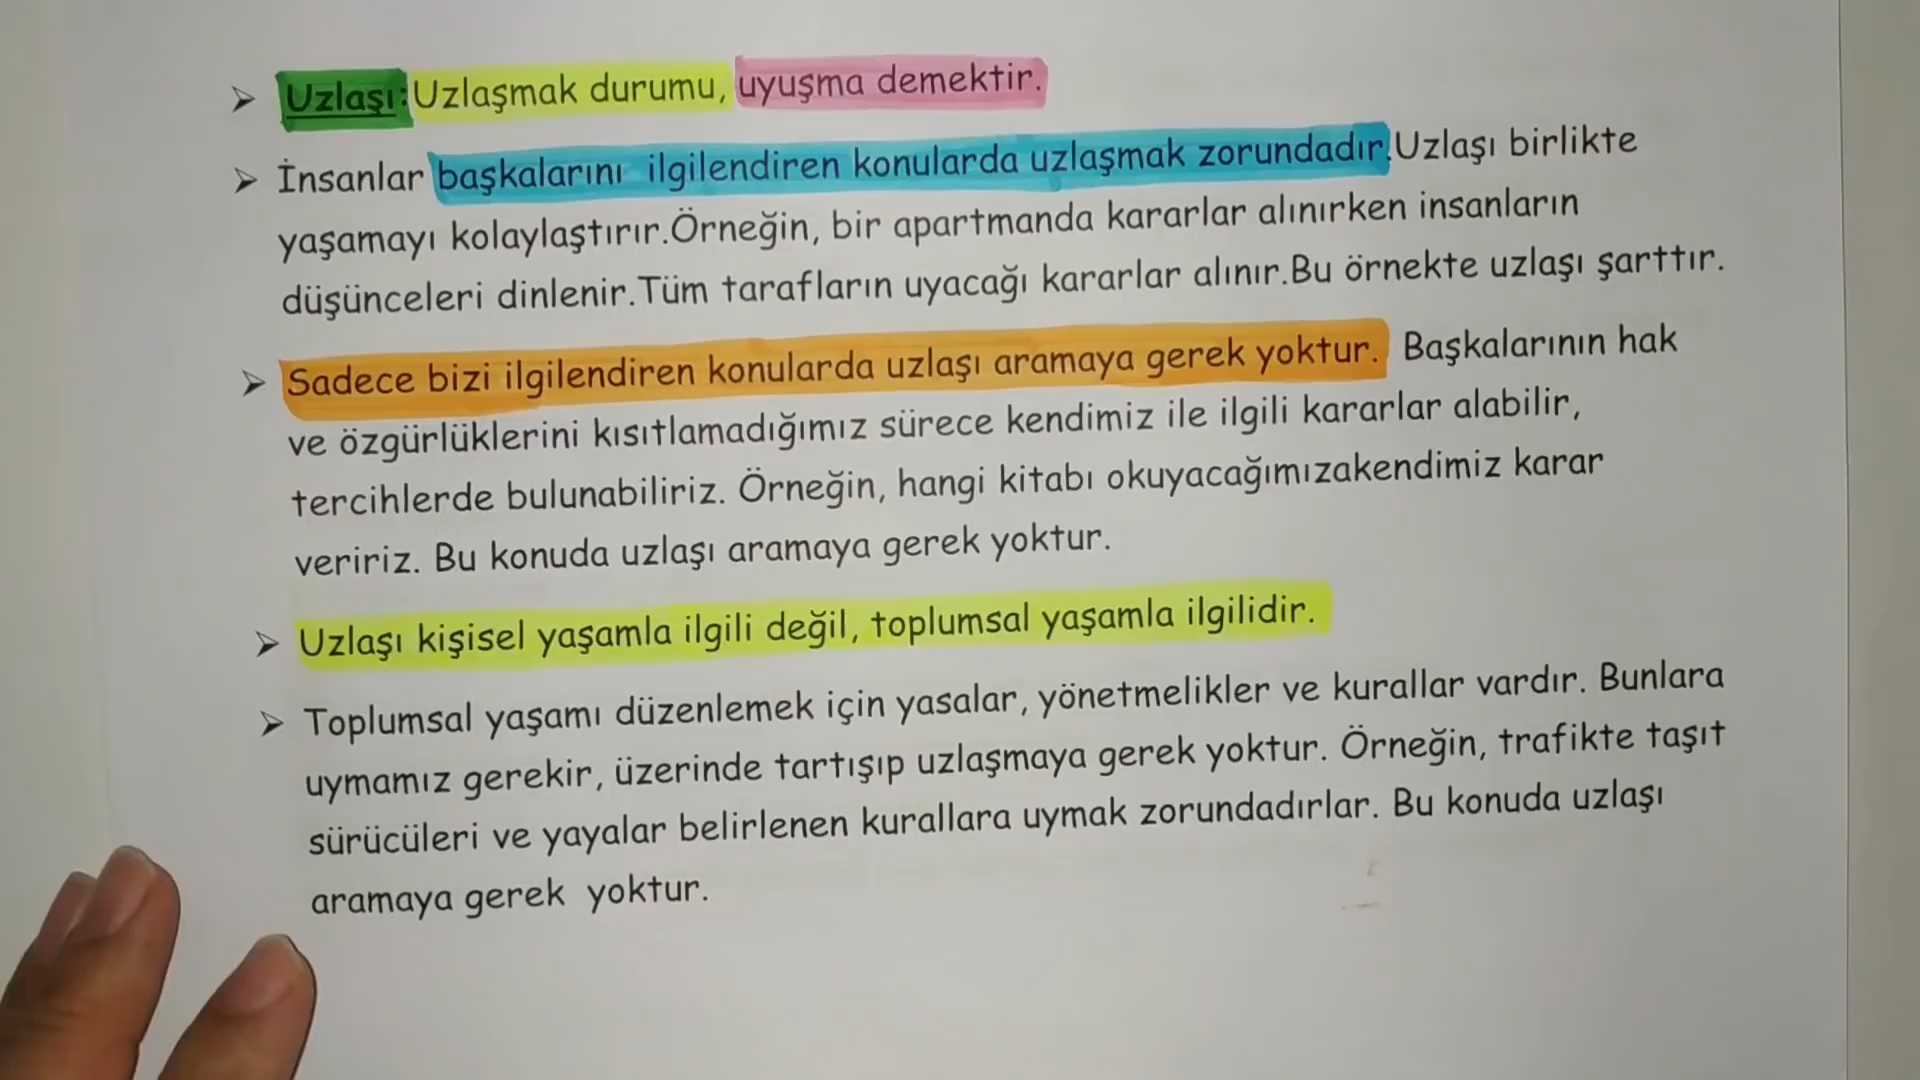 ➢ Uzlaşı:Uzlaşmak durumu, uyuşma demektir.
➢ İnsanlar başkalarını ilgilendiren konularda uzlaşmak zorundadır.Uzlaşı birlikte
yaşamayı kolaylaştırır.Örneğin, bir apartmanda kararlar alınırken insanların
düşünceleri dinlenir.Tüm tarafların uyacağı kararlar alınır.Bu örnekte uzlaşı şarttır.
➢ Sadece bizi ilgilendiren konularda uzlaşı aramaya gerek yoktur. Başkalarının hak
ve özgürlüklerini kısıtlamadığımız sürece kendimiz ile ilgili kararlar alabilir,
tercihlerde bulunabiliriz. Örneğin, hangi kitabı okuyacağımızakendimiz karar
veririz. Bu konuda uzlaşı aramaya gerek yoktur.
➢ Uzlaşı kişisel yaşamla ilgili değil, toplumsal yaşamla ilgilidir.
➢ Toplumsal yaşamı düzenlemek için yasalar, yönetmelikler ve kurallar vardır. Bunlara
uymamız gerekir, üzerinde tartışıp uzlaşmaya gerek yoktur. Örneğin, trafikte taşıt
sürücüleri ve yayalar belirlenen kurallara uymak zorundadırlar. Bu konuda uzlaşı
aramaya gerek yoktur.